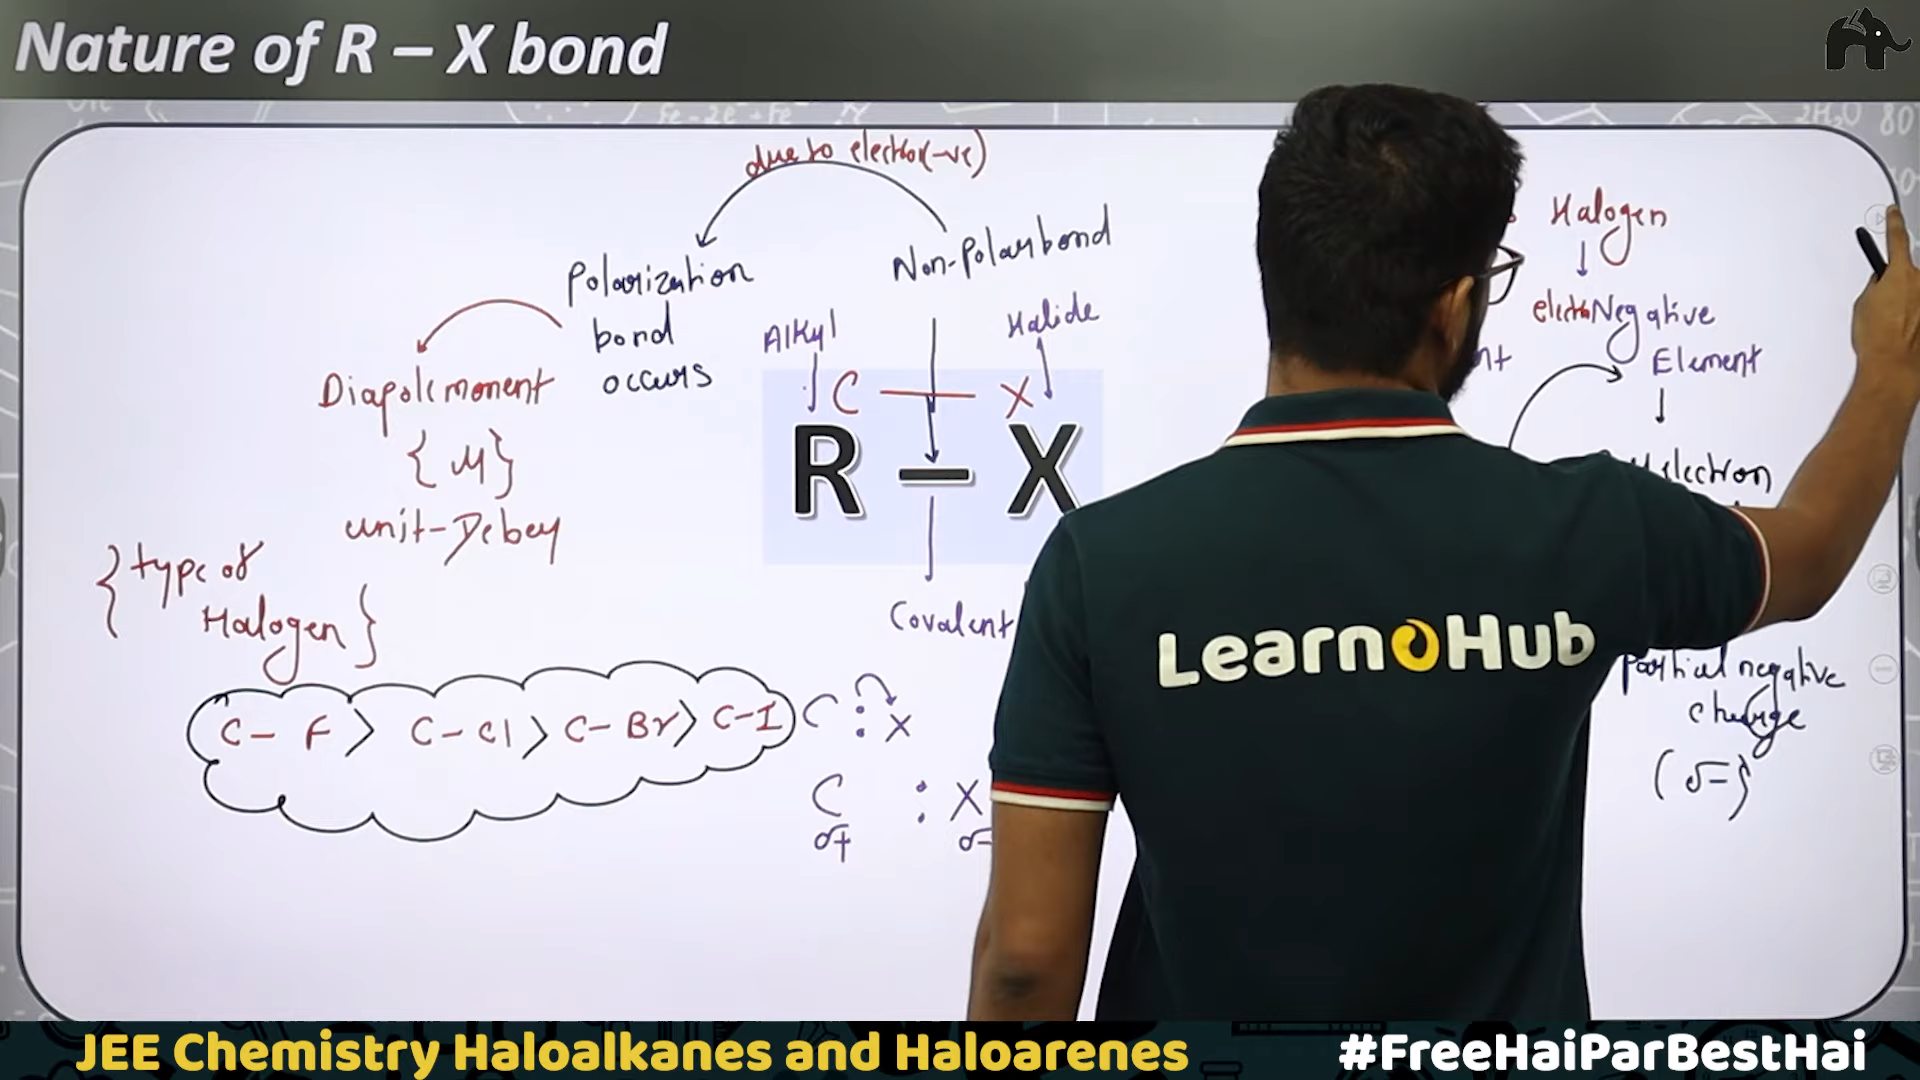 Nature of R – X bond
due to electro(-ve)
Non-Polar bond
Polarization
bond
occurs
Alkyl
Halide
C — X
R – X
Diapole moment
{ μ }
unit-Debey
{ type of
Halogen }
C - F > C - Cl > C - Br > C - I
Covalent
C : X
C : X
δ+ δ-
Halogen
electroNegative
Element
electron
Partial negative
charge
(δ-)
LearnoHub
JEE Chemistry Haloalkanes and Haloarenes
#FreeHaiParBestHai